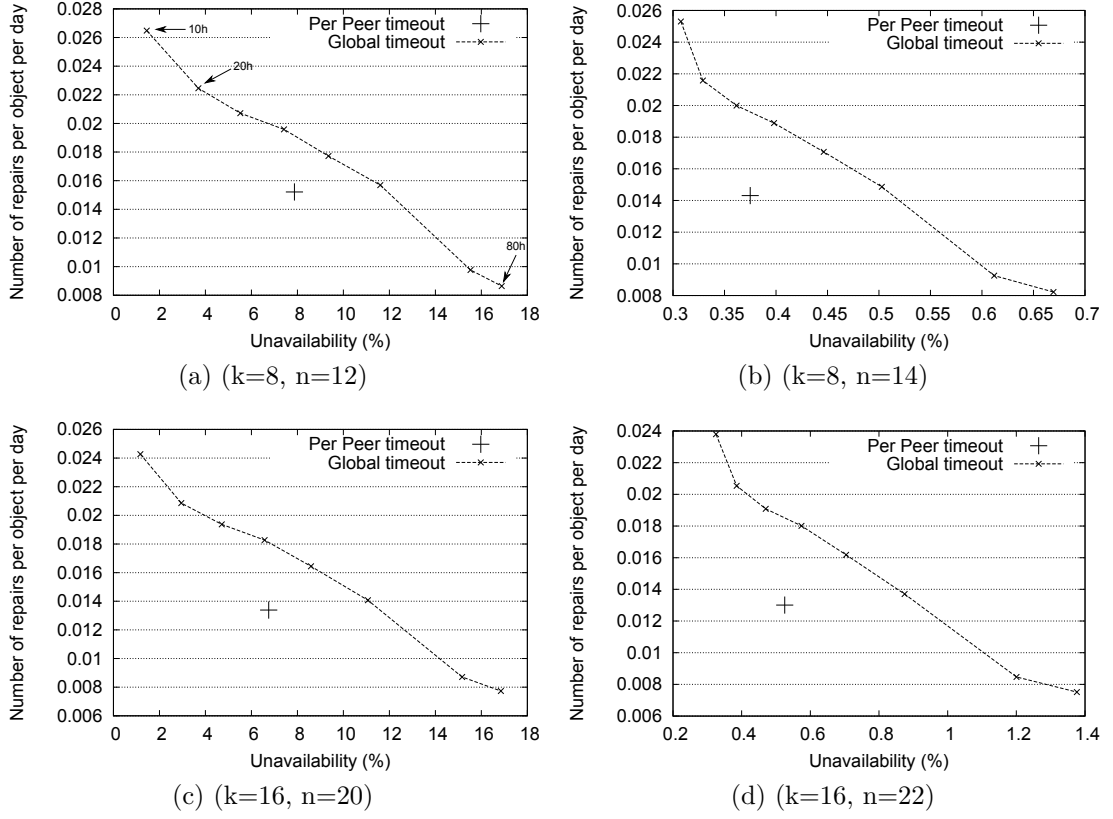 0.028
0.026
0.024
0.022
0.02
0.018
0.016
0.014
0.012
0.01
0.008
Number of repairs per object per day
10h
20h
80h
Per Peer timeout
Global timeout
0 2 4 6 8 10 12 14 16 18
Unavailability (%)
(a) (k=8, n=12)
0.026
0.024
0.022
0.02
0.018
0.016
0.014
0.012
0.01
0.008
Number of repairs per object per day
Per Peer timeout
Global timeout
0.3 0.35 0.4 0.45 0.5 0.55 0.6 0.65 0.7
Unavailability (%)
(b) (k=8, n=14)
0.026
0.024
0.022
0.02
0.018
0.016
0.014
0.012
0.01
0.008
0.006
Number of repairs per object per day
Per Peer timeout
Global timeout
0 2 4 6 8 10 12 14 16 18
Unavailability (%)
(c) (k=16, n=20)
0.024
0.022
0.02
0.018
0.016
0.014
0.012
0.01
0.008
0.006
Number of repairs per object per day
Per Peer timeout
Global timeout
0.2 0.4 0.6 0.8 1 1.2 1.4
Unavailability (%)
(d) (k=16, n=22)